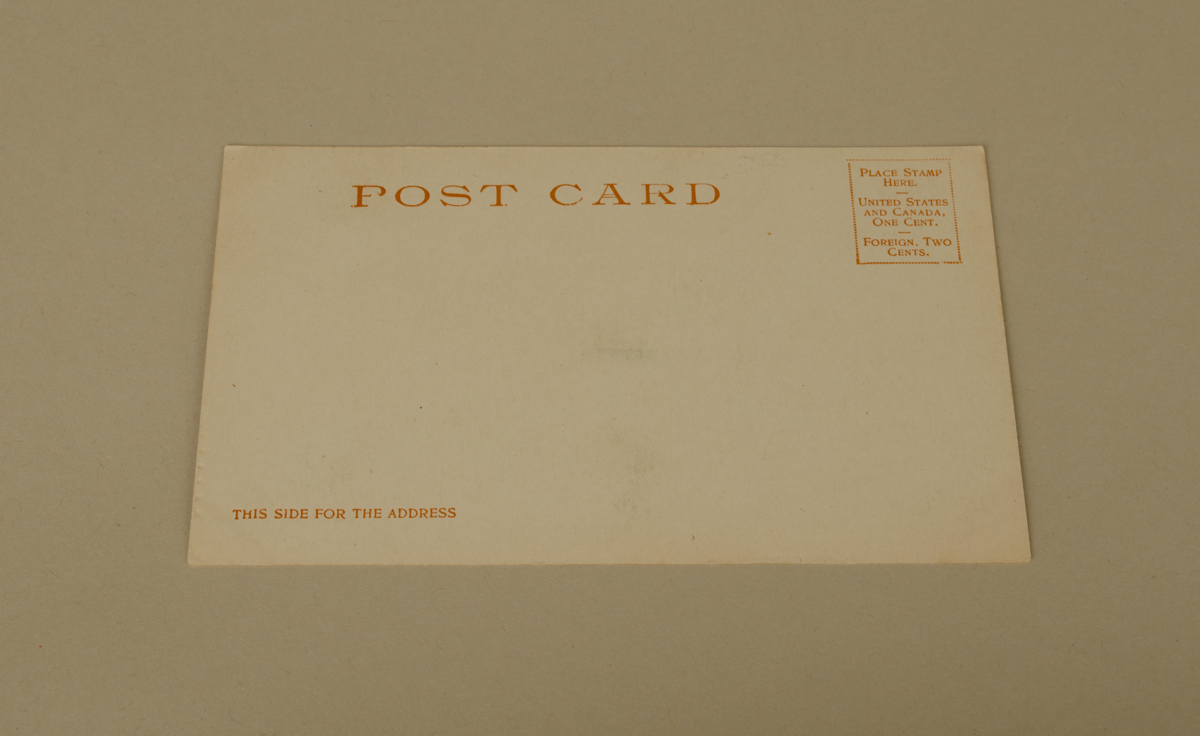 POST CARD
PLACE STAMP
HERE.
UNITED STATES
AND CANADA,
ONE CENT.
FOREIGN, TWO
CENTS.
THIS SIDE FOR THE ADDRESS